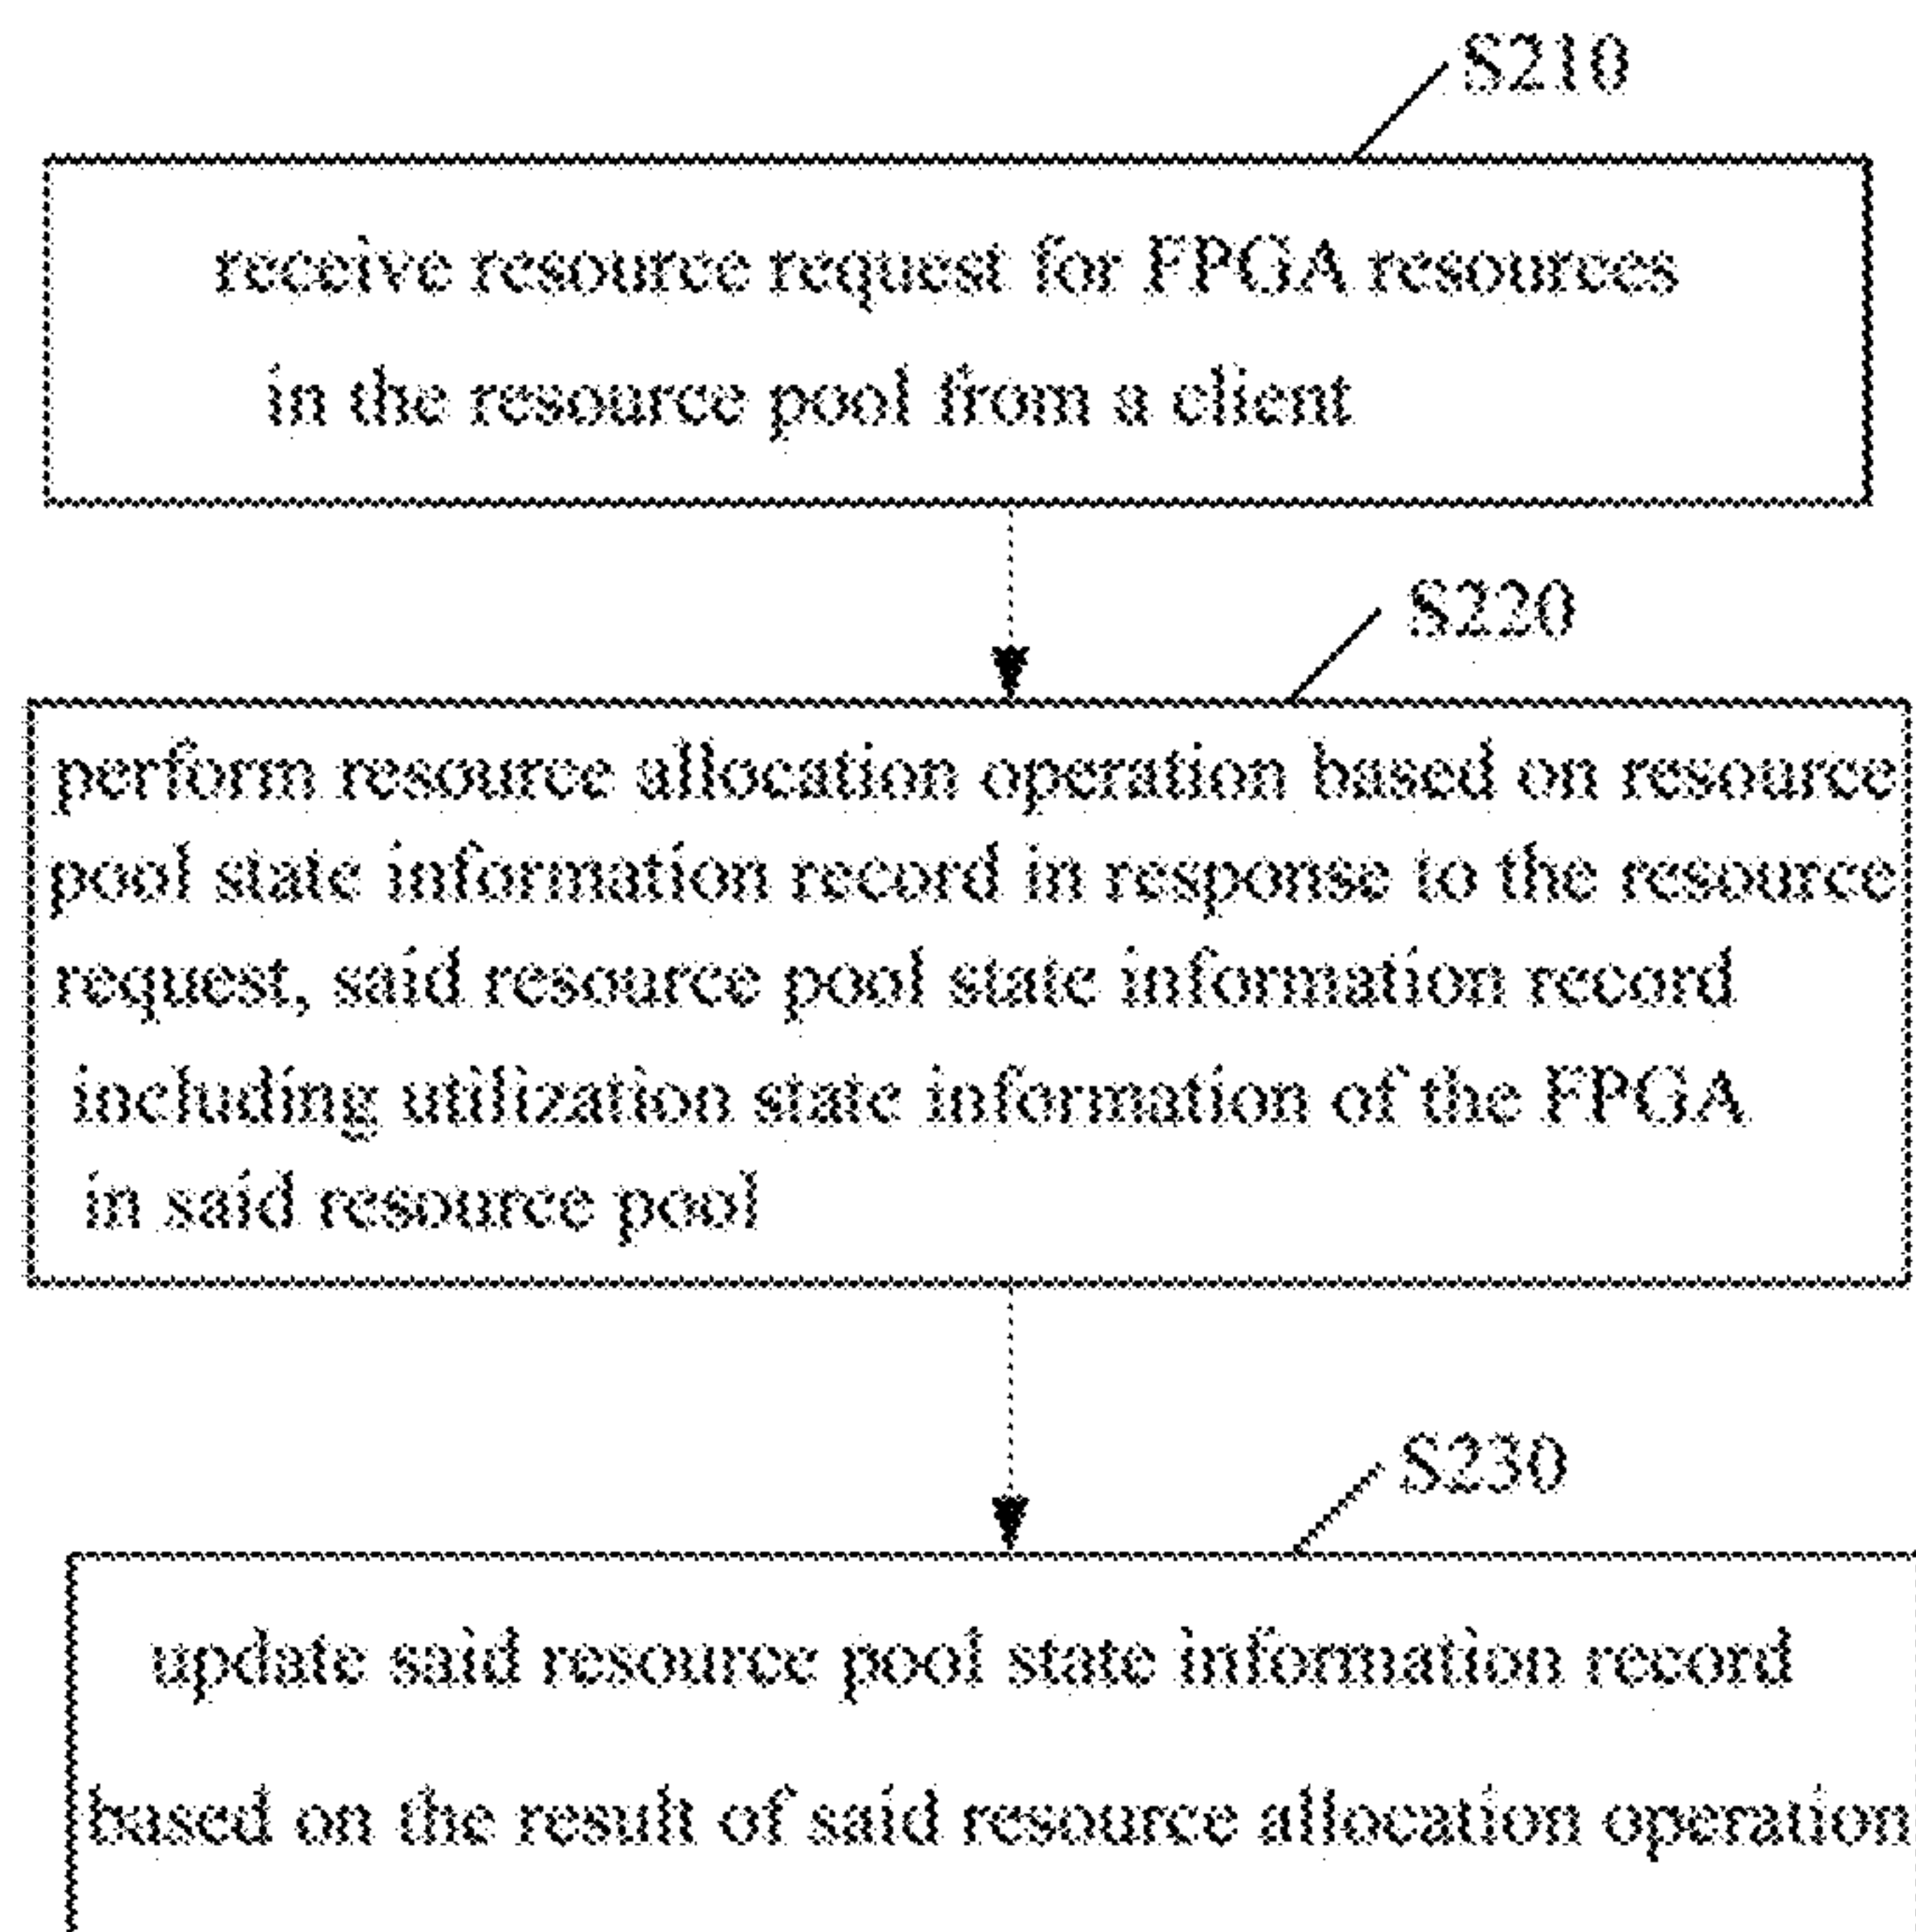 S210
receive resource request for FPGA resources
in the resource pool from a client
S220
perform resource allocation operation based on resource
pool state information record in response to the resource
request, said resource pool state information record
including utilization state information of the FPGA
in said resource pool
S230
update said resource pool state information record
based on the result of said resource allocation operation